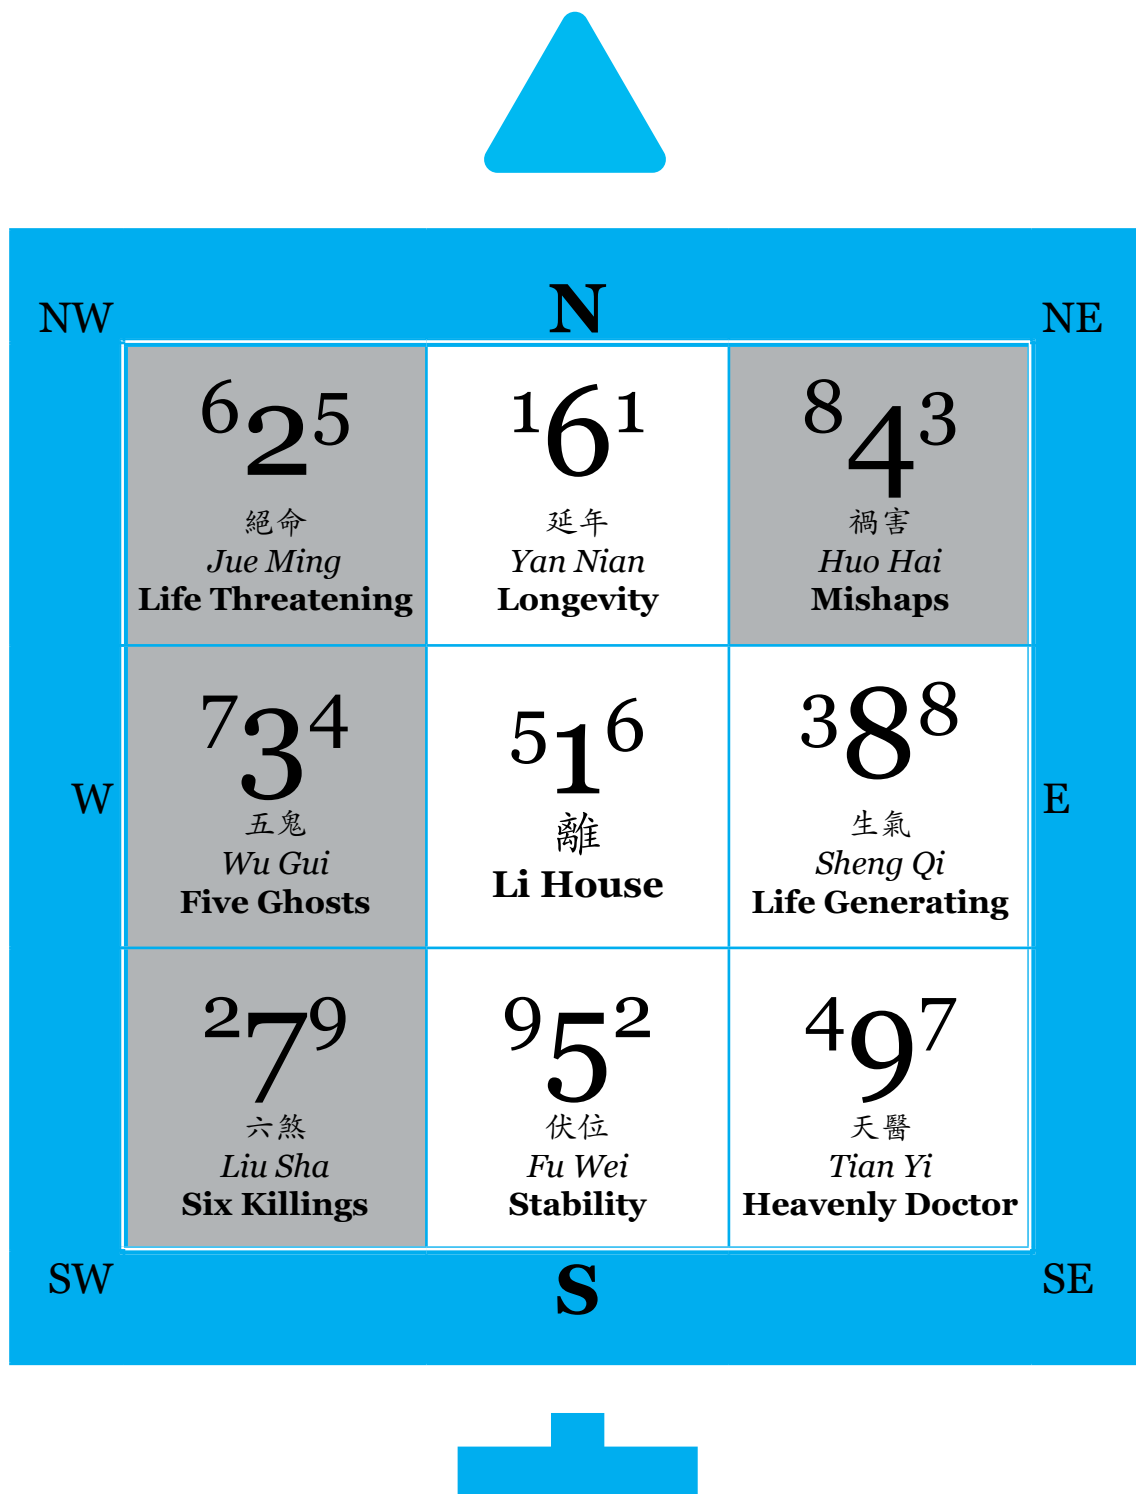 N
NW NE
6 2 5 1 6 1 8 4 3
絕命 延年 禍害
Jue Ming Yan Nian Huo Hai
Life Threatening Longevity Mishaps
7 3 4 5 1 6 3 8 8
W E
五鬼 離 生氣
Wu Gui Sheng Qi
Five Ghosts Li House Life Generating
2 7 9 9 5 2 4 9 7
六煞 伏位 天醫
Liu Sha Fu Wei Tian Yi
Six Killings Stability Heavenly Doctor
SW SE
S